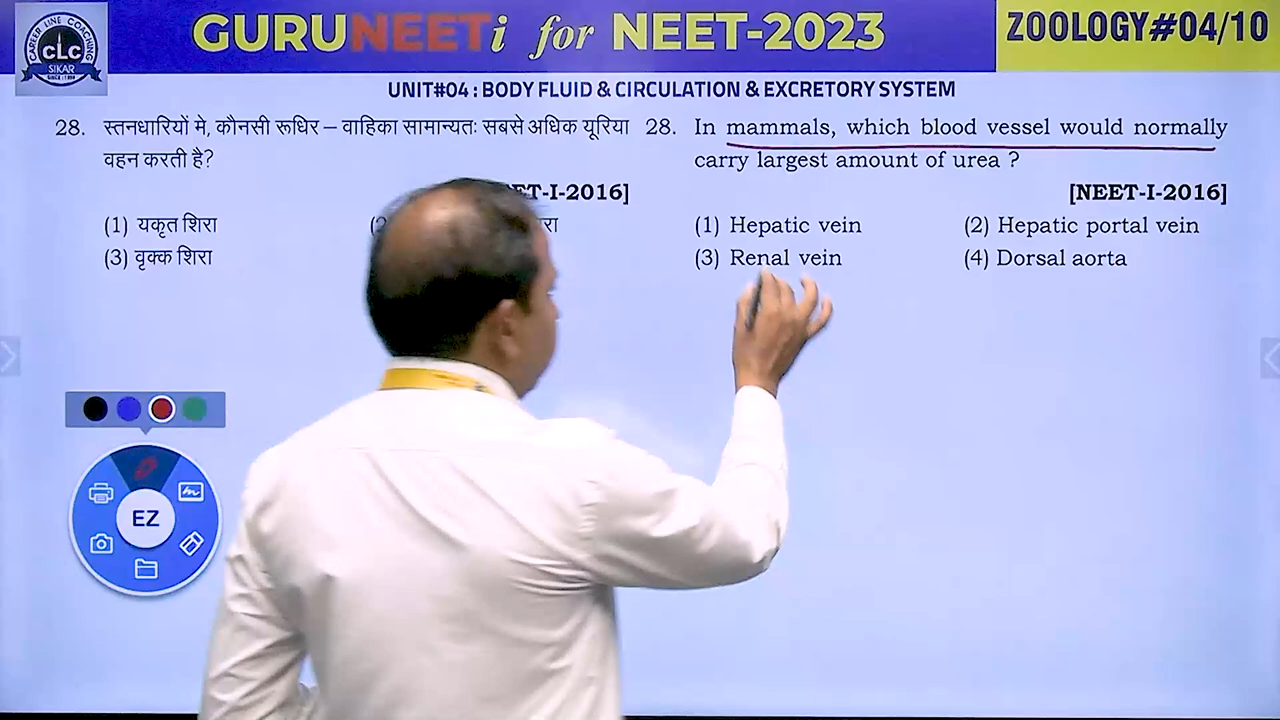 GURUNEETi for NEET-2023
ZOOLOGY#04/10
CAREER LINE COACHING
CLC
SIKAR
UNIT#04 : BODY FLUID & CIRCULATION & EXCRETORY SYSTEM
28. स्तनधारियों मे, कौनसी रूधिर – वाहिका सामान्यतः सबसे अधिक यूरिया
वहन करती है?
ET-I-2016]
(1) यकृत शिरा
(3) वृक्क शिरा
28. In mammals, which blood vessel would normally
carry largest amount of urea ?
[NEET-I-2016]
(1) Hepatic vein (2) Hepatic portal vein
(3) Renal vein (4) Dorsal aorta
EZ